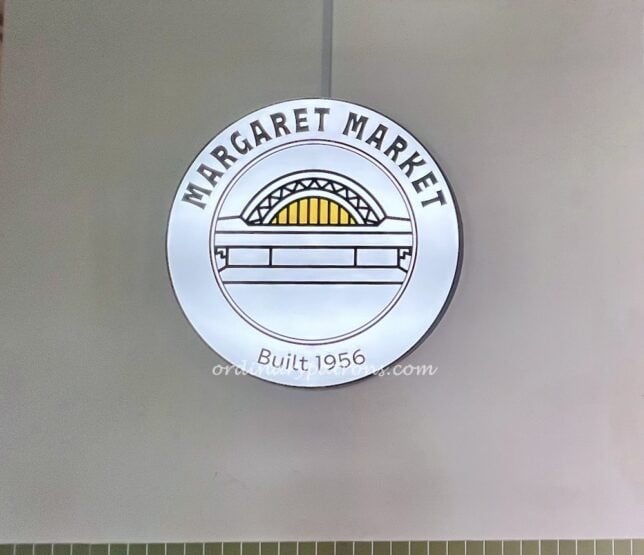 MARGARET MARKET
Built 1956
ordinarypatrons.com